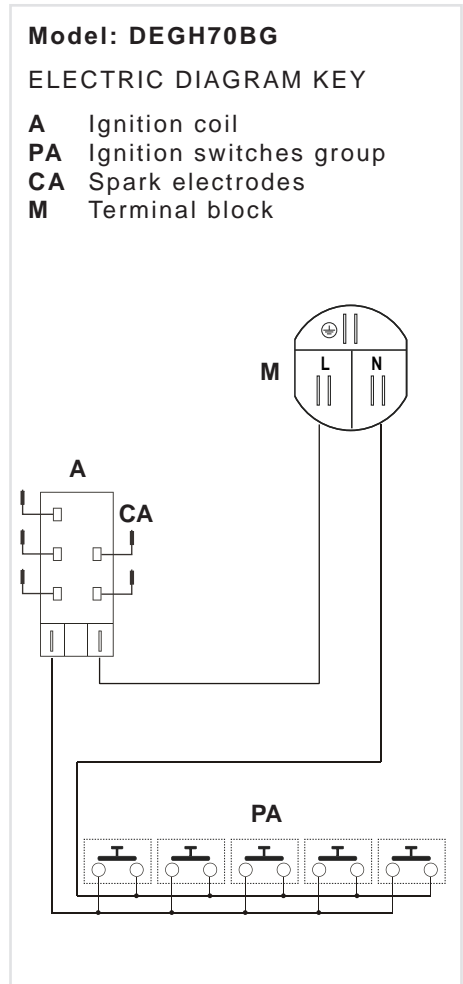 Model: DEGH70BG
ELECTRIC DIAGRAM KEY
A Ignition coil
PA Ignition switches group
CA Spark electrodes
M Terminal block
M
L N
A
CA
PA